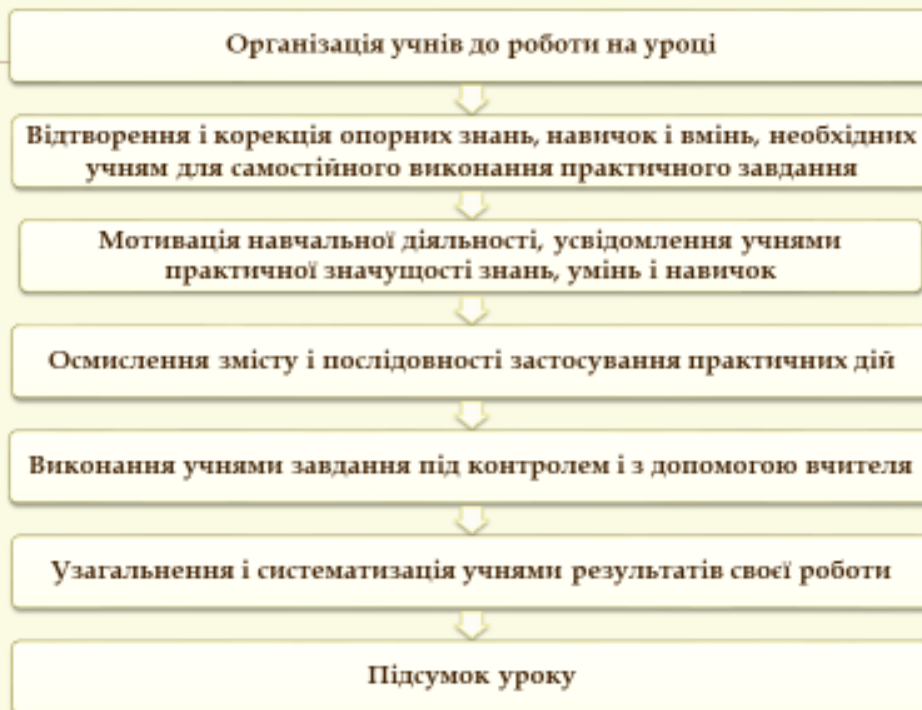 Організація учнів до роботи на уроці
Відтворення і корекція опорних знань, навичок і вмінь, необхідних
учням для самостійного виконання практичного завдання
Мотивація навчальної діяльності, усвідомлення учнями
практичної значущості знань, умінь і навичок
Осмислення змісту і послідовності застосування практичних дій
Виконання учнями завдання під контролем і з допомогою вчителя
Узагальнення і систематизація учнями результатів своєї роботи
Підсумок уроку